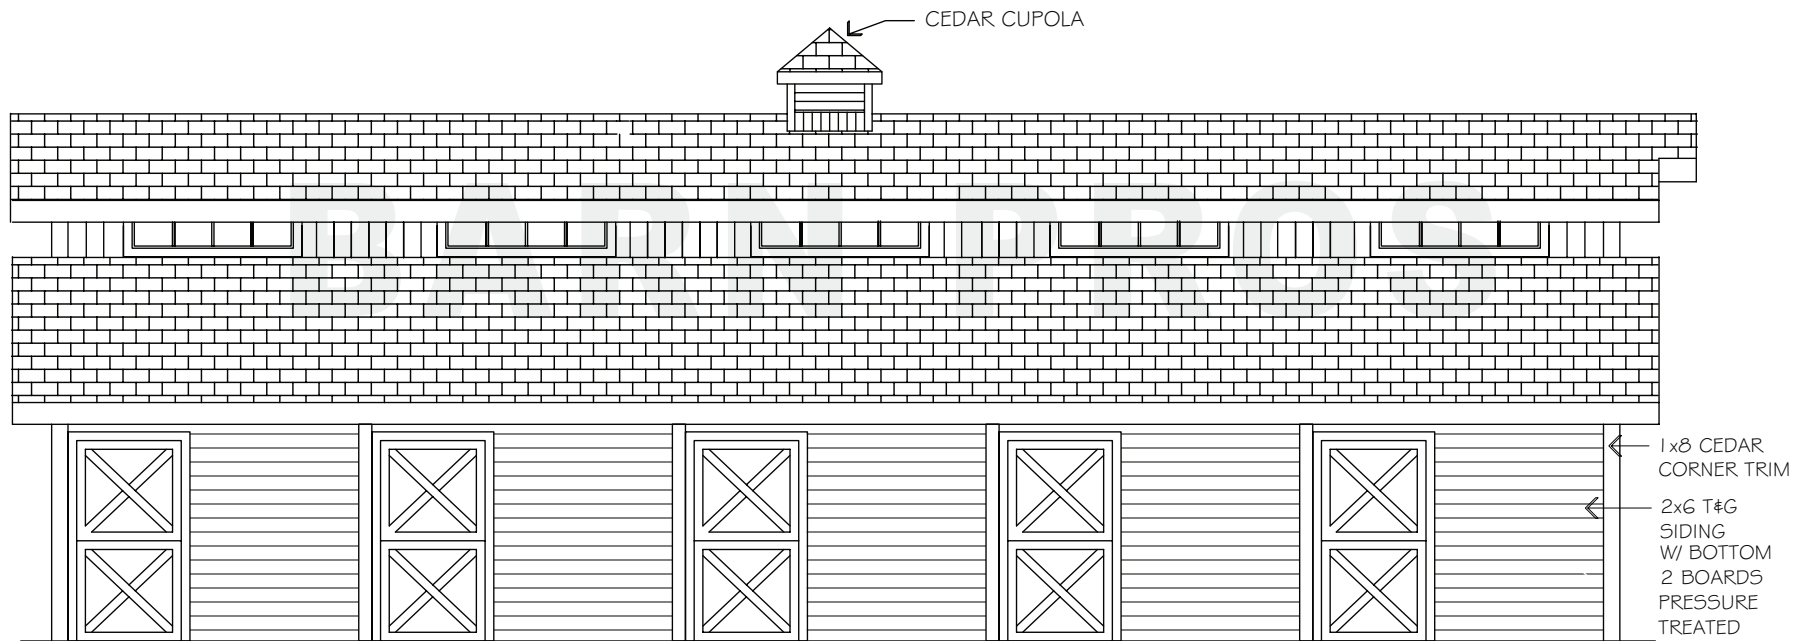 CEDAR CUPOLA
BARN PROS
1x8 CEDAR
CORNER TRIM
2x6 T&G
SIDING
W/ BOTTOM
2 BOARDS
PRESSURE
TREATED